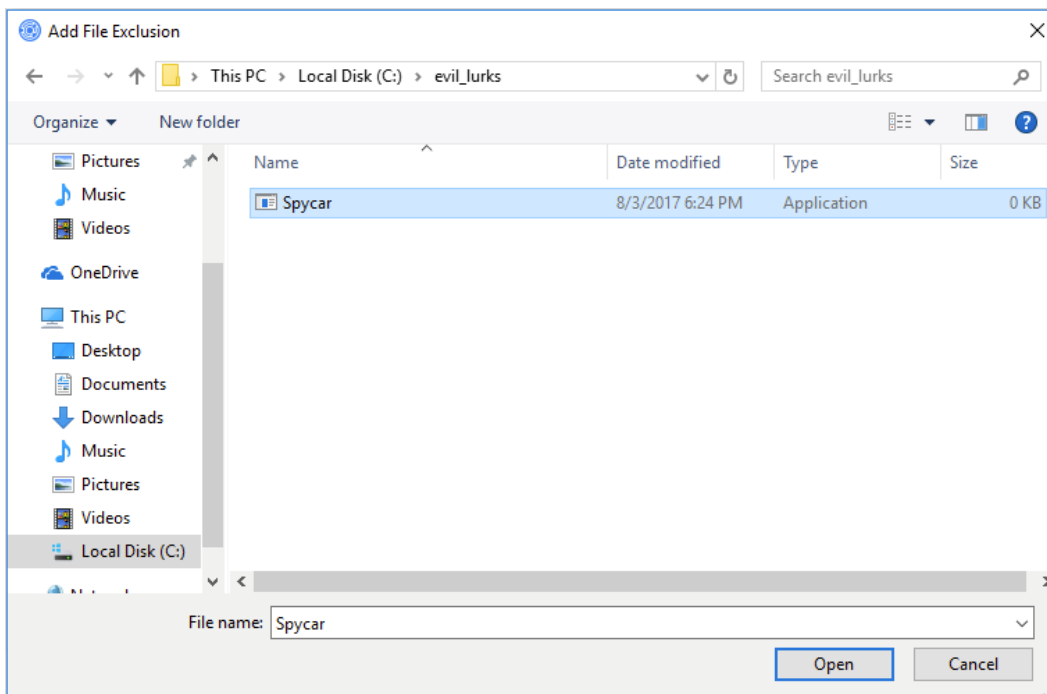 Add File Exclusion
This PC > Local Disk (C:) > evil_lurks
Search evil_lurks
Organize
New folder
Name
Date modified
Type
Size
Spycar
8/3/2017 6:24 PM
Application
0 KB
Pictures
Music
Videos
OneDrive
This PC
Desktop
Documents
Downloads
Music
Pictures
Videos
Local Disk (C:)
File name: Spycar
Open
Cancel